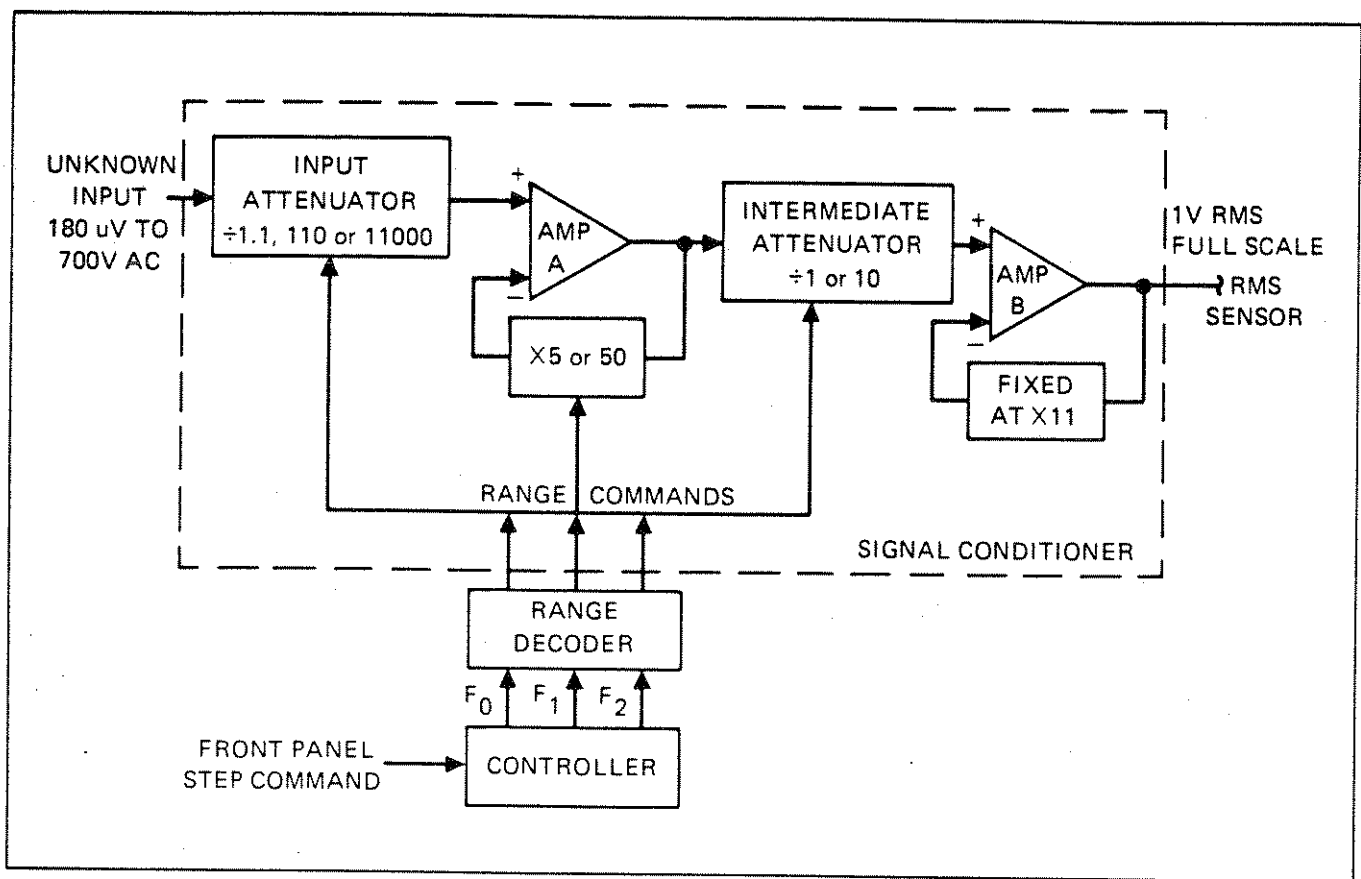 UNKNOWN
INPUT
180 uV TO
700V AC
INPUT
ATTENUATOR
÷1.1, 110 or 11000
+
AMP
A
−
X5 or 50
INTERMEDIATE
ATTENUATOR
÷1 or 10
+
AMP
B
−
FIXED
AT X11
1V RMS
FULL SCALE
RMS
SENSOR
RANGE COMMANDS
SIGNAL CONDITIONER
RANGE
DECODER
F0 F1 F2
FRONT PANEL
STEP COMMAND
CONTROLLER